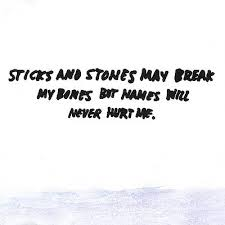 STICKS AND STONES MAY BREAK
MY BONES BUT NAMES WILL
NEVER HURT ME.